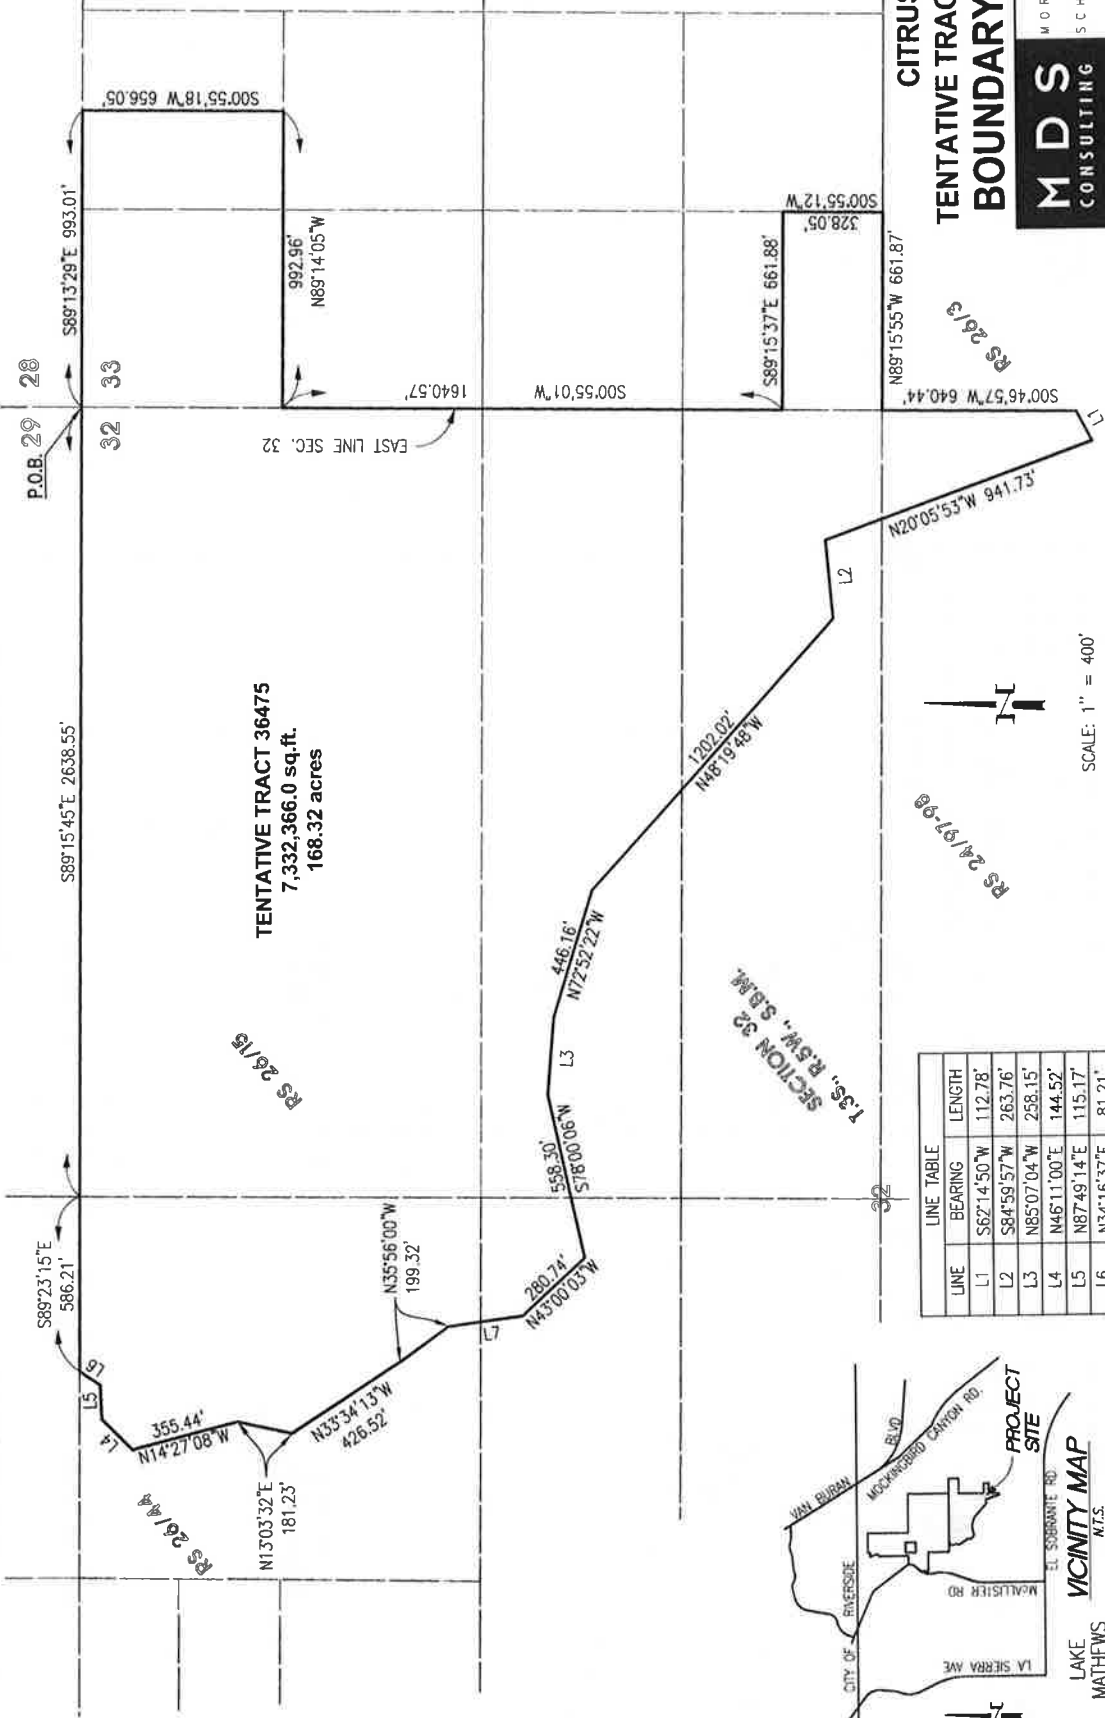 P.O.B.
29
28
32
33
S89°15'45"E 2638.55'
S89°13'29"E 993.01'
S00°55'18"W 656.05'
992.96'
N89°14'05"W
1640.57'
S00°55'01"W
EAST LINE SEC. 32
S89°15'37"E 661.88'
S00°55'12"W
328.05'
N89°15'55"W 661.87'
S00°46'57"W 640.44'
L1
N20°05'53"W 941.73'
L2
1202.02'
N48°19'48"W
446.16'
N72°52'22"W
L3
558.30'
S78°00'06"W
280.74'
N43°00'03"W
L7
N35°56'00"W
199.32'
N33°34'13"W
426.52'
N13°03'32"E
181.23'
355.44'
N14°27'08"W
L4
L5
L6
S89°23'15"E
586.21'
TENTATIVE TRACT 36475
7,332,366.0 sq.ft.
168.32 acres
RS 26/15
RS 26/44
RS 26/3
RS 24/97-98
SECTION 32
T.3S., R.5W., S.B.M.
32
SCALE: 1" = 400'
LINE TABLE
LINE BEARING LENGTH
L1 S62°14'50"W 112.78'
L2 S84°59'57"W 263.76'
L3 N85°07'04"W 258.15'
L4 N46°11'00"E 144.52'
L5 N87°49'14"E 115.17'
L6 N34°16'37"E 81.21'
VAN BURAN
BLVD
MOCKINGBIRD CANYON RD.
CITY OF RIVERSIDE
PROJECT
SITE
EL SOBRANTE RD
McALLISTER RD
LA SIERRA AVE
LAKE
MATHEWS
VICINITY MAP
N.T.S.
CITRUS
TENTATIVE TRAC
BOUNDARY
M D S
CONSULTING
MOR
SCH